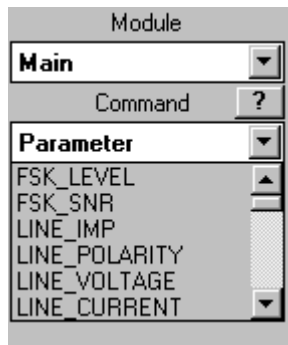 Module
Main
Command ?
Parameter
FSK_LEVEL
FSK_SNR
LINE_IMP
LINE_POLARITY
LINE_VOLTAGE
LINE_CURRENT